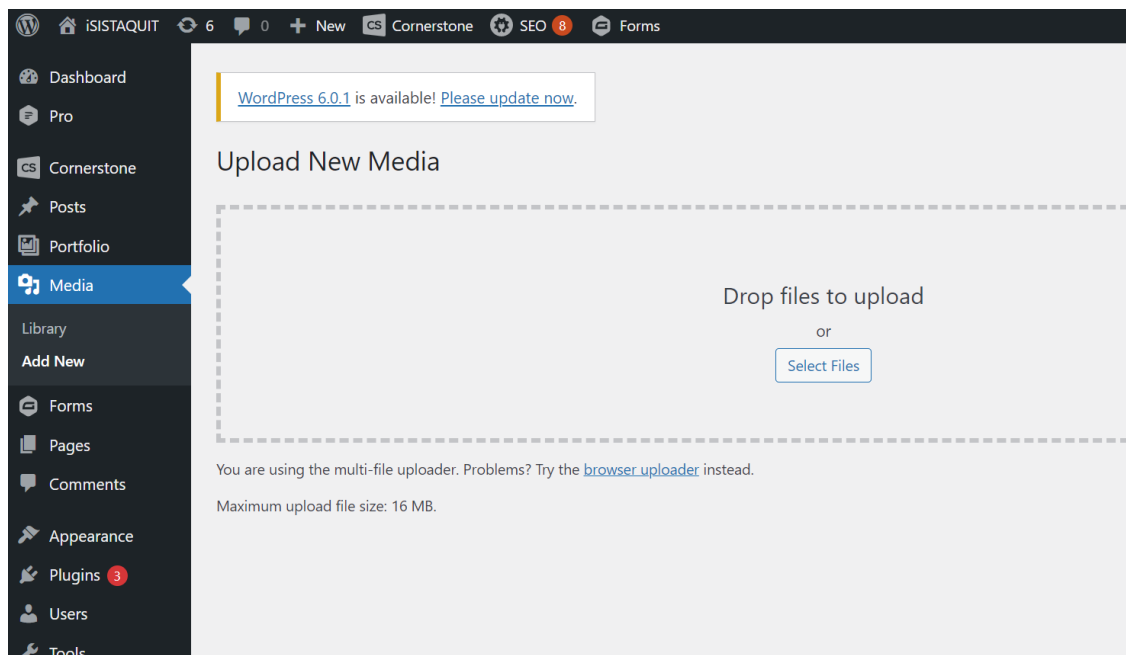 iSISTAQUIT 6 0 New CS Cornerstone SEO 8 Forms
Dashboard
WordPress 6.0.1 is available! Please update now.
Pro
Upload New Media
CS Cornerstone
Posts
Portfolio
Media
Library
Add New
Drop files to upload
or
Select Files
Forms
Pages
Comments
You are using the multi-file uploader. Problems? Try the browser uploader instead.
Maximum upload file size: 16 MB.
Appearance
Plugins 3
Users
Tools